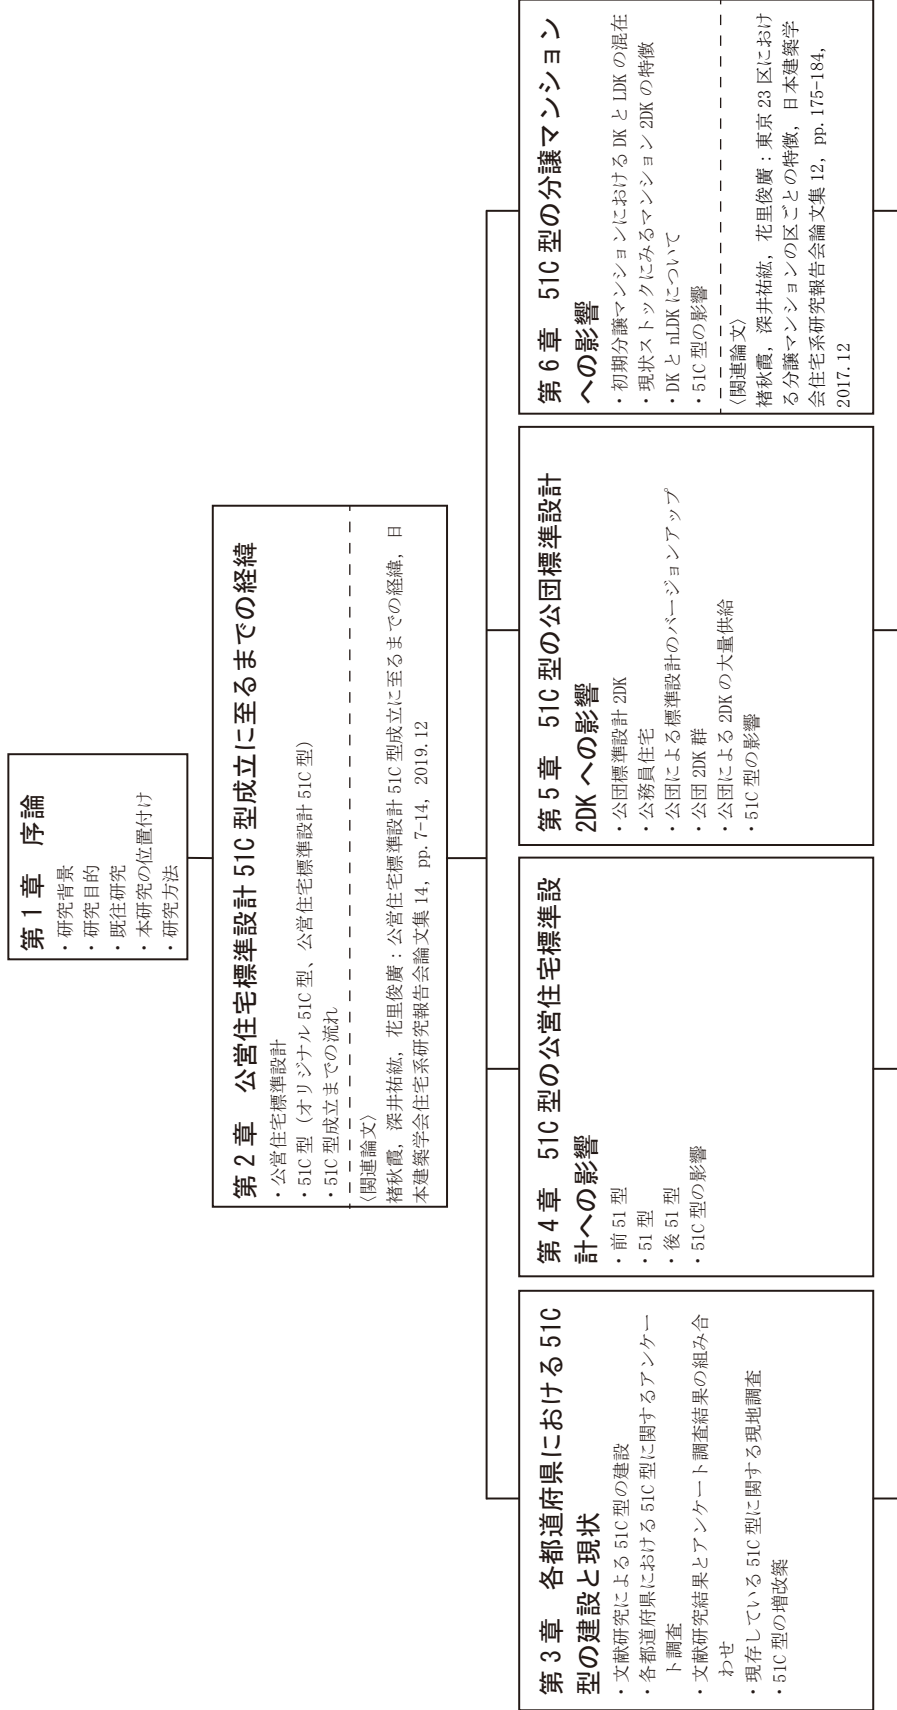 第1章　序論
・研究背景
・研究目的
・既往研究
・本研究の位置付け
・研究方法
第2章　公営住宅標準設計 51C 型成立に至るまでの経緯
・公営住宅標準設計
・51C 型（オリジナル 51C 型、公営住宅標準設計 51C 型）
・51C 型成立までの流れ
〈関連論文〉
褚秋霞，深井祐紘，花里俊廣：公営住宅標準設計 51C 型成立に至るまでの経緯，日
本建築学会住宅系研究報告会論文集 14，pp. 7-14，2019.12
第3章　各都道府県における 51C
型の建設と現状
・文献研究による 51C 型の建設
・各都道府県における 51C 型に関するアンケー
ト調査
・文献研究結果とアンケート調査結果の組み合
わせ
・現存している 51C 型に関する現地調査
・51C 型の増改築
第4章　51C 型の公営住宅標準設
計への影響
・前 51 型
・51 型
・後 51 型
・51C 型の影響
第5章　51C 型の公団標準設計
2DK への影響
・公団標準設計 2DK
・公務員住宅
・公団による標準設計のバージョンアップ
・公団 2DK 群
・公団による 2DK の大量供給
・51C 型の影響
第6章　51C 型の分譲マンション
への影響
・初期分譲マンションにおける DK と LDK の混在
・現状ストックにみるマンション 2DK の特徴
・DK と nLDK について
・51C 型の影響
〈関連論文〉
褚秋霞，深井祐紘，花里俊廣：東京 23 区におけ
る分譲マンションの区ごとの特徴，日本建築学
会住宅系研究報告会論文集 12，pp. 175-184，
2017.12